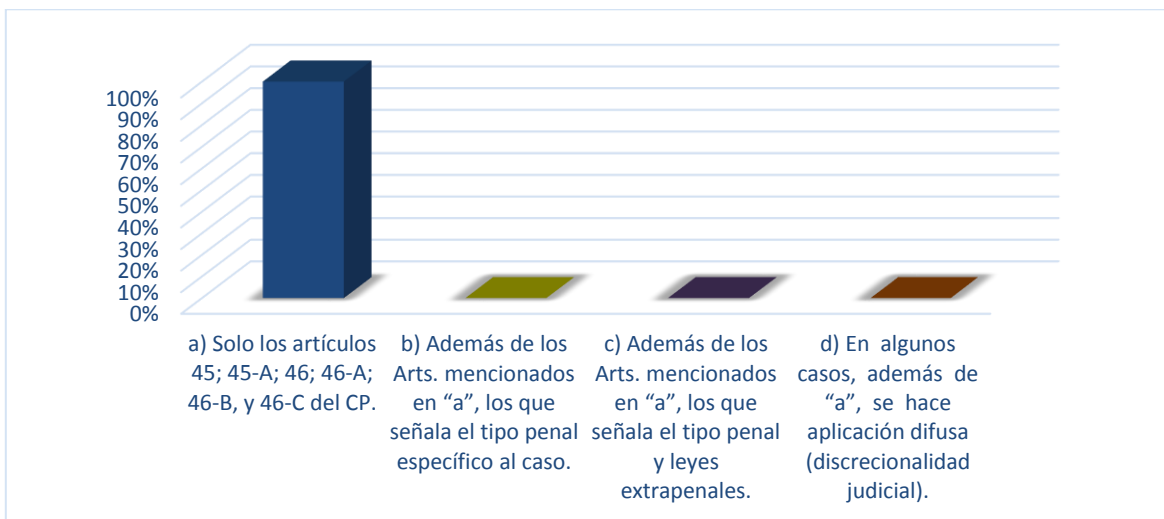 100%
90%
80%
70%
60%
50%
40%
30%
20%
10%
0%
a) Solo los artículos
45; 45-A; 46; 46-A;
46-B, y 46-C del CP.
b) Además de los
Arts. mencionados
en “a”, los que
señala el tipo penal
específico al caso.
c) Además de los
Arts. mencionados
en “a”, los que
señala el tipo penal
y leyes
extrapenales.
d) En algunos
casos, además de
“a”, se hace
aplicación difusa
(discrecionalidad
judicial).